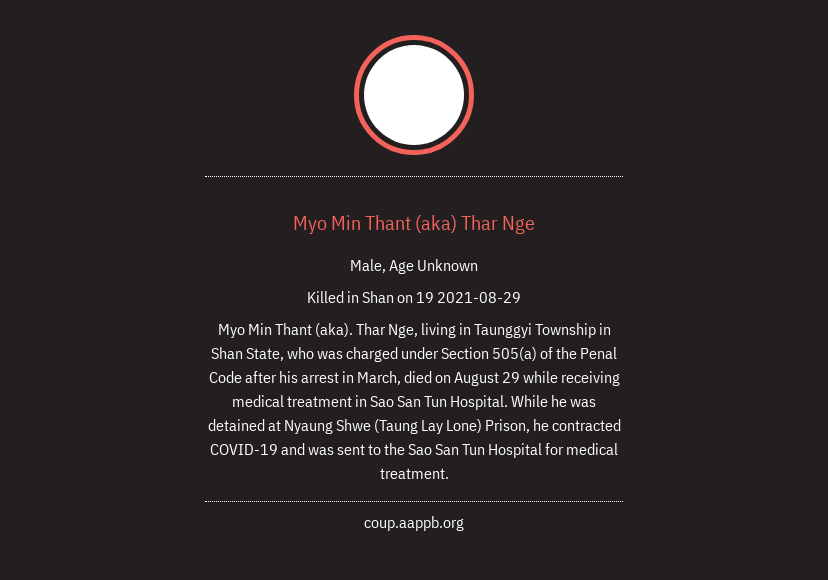 Myo Min Thant (aka) Thar Nge
Male, Age Unknown
Killed in Shan on 19 2021-08-29
Myo Min Thant (aka). Thar Nge, living in Taunggyi Township in
Shan State, who was charged under Section 505(a) of the Penal
Code after his arrest in March, died on August 29 while receiving
medical treatment in Sao San Tun Hospital. While he was
detained at Nyaung Shwe (Taung Lay Lone) Prison, he contracted
COVID-19 and was sent to the Sao San Tun Hospital for medical
treatment.
coup.aappb.org